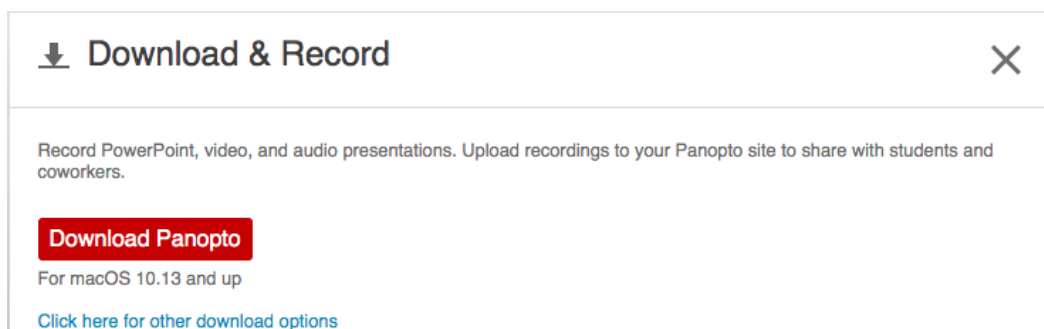 Download & Record
Record PowerPoint, video, and audio presentations. Upload recordings to your Panopto site to share with students and
coworkers.
Download Panopto
For macOS 10.13 and up
Click here for other download options